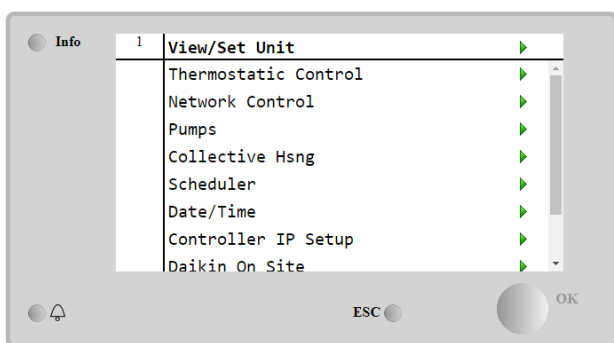 Info
1 View/Set Unit
Thermostatic Control
Network Control
Pumps
Collective Hsng
Scheduler
Date/Time
Controller IP Setup
Daikin On Site
ESC
OK